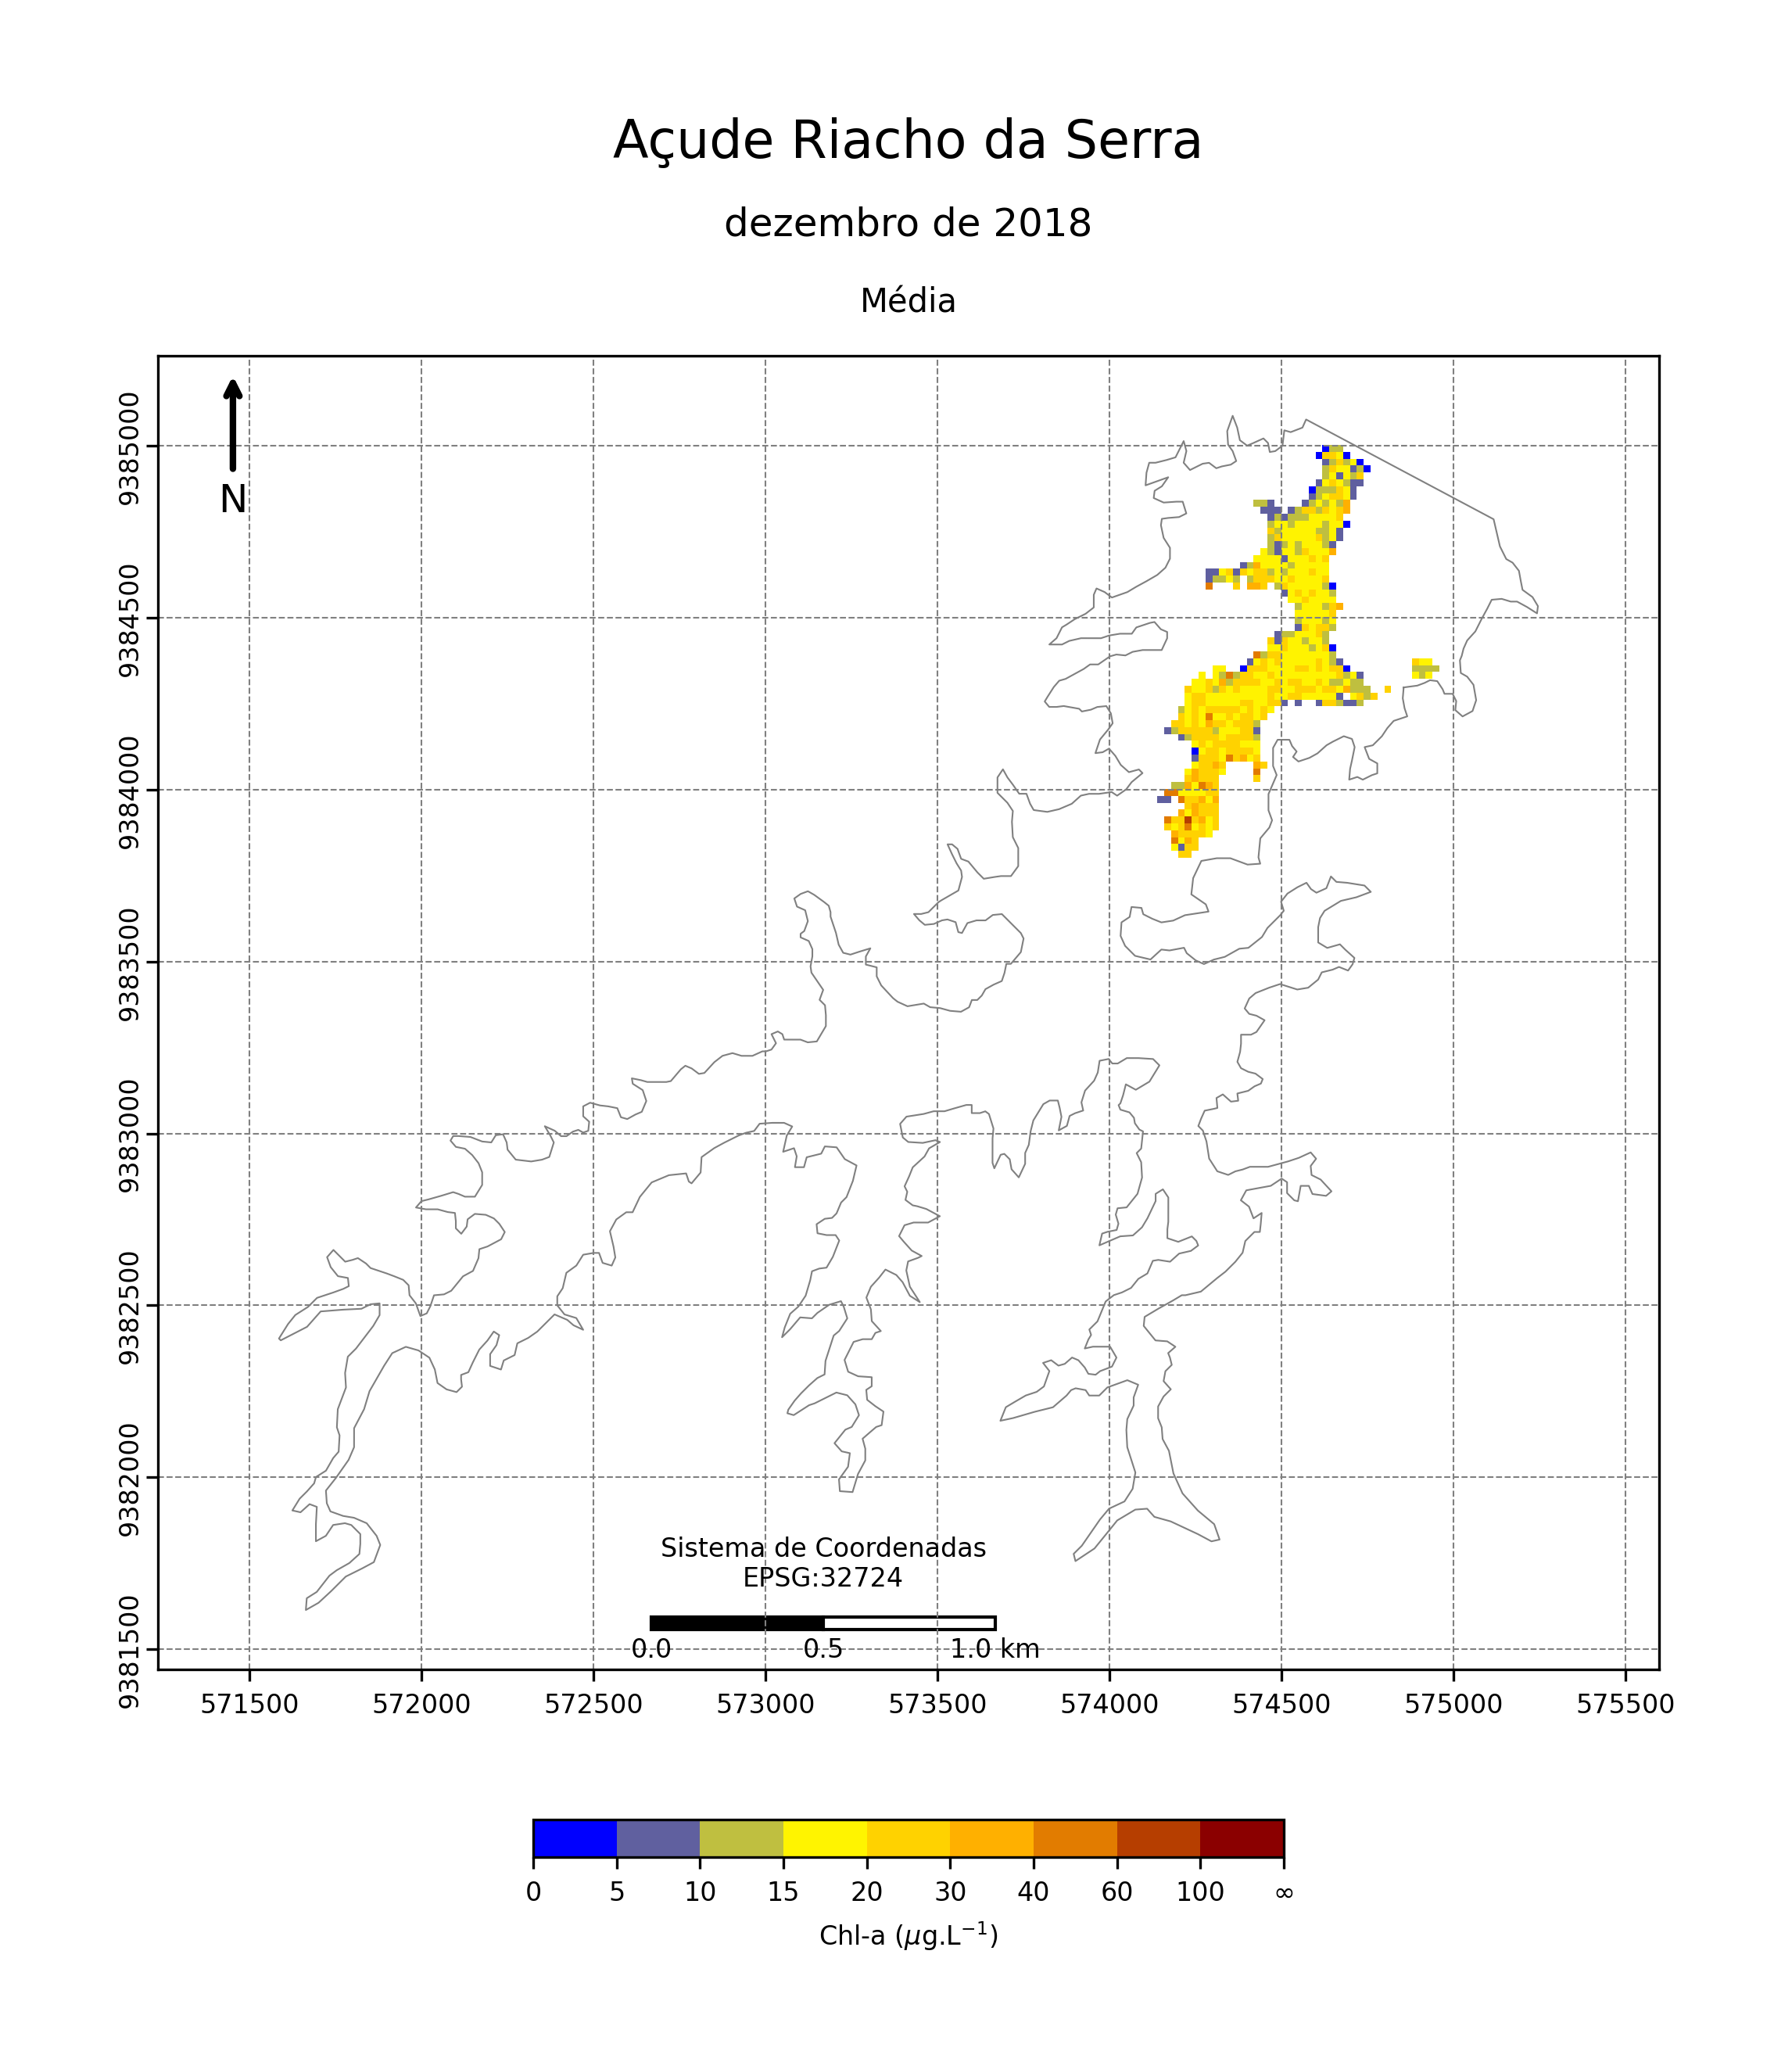 Açude Riacho da Serra
dezembro de 2018
Média
N
9385000
9384500
9384000
9383500
9383000
9382500
9382000
9381500
Sistema de Coordenadas
EPSG:32724
0.0 0.5 1.0 km
571500 572000 572500 573000 573500 574000 574500 575000 575500
0 5 10 15 20 30 40 60 100 ∞
Chl-a (μg.L⁻¹)